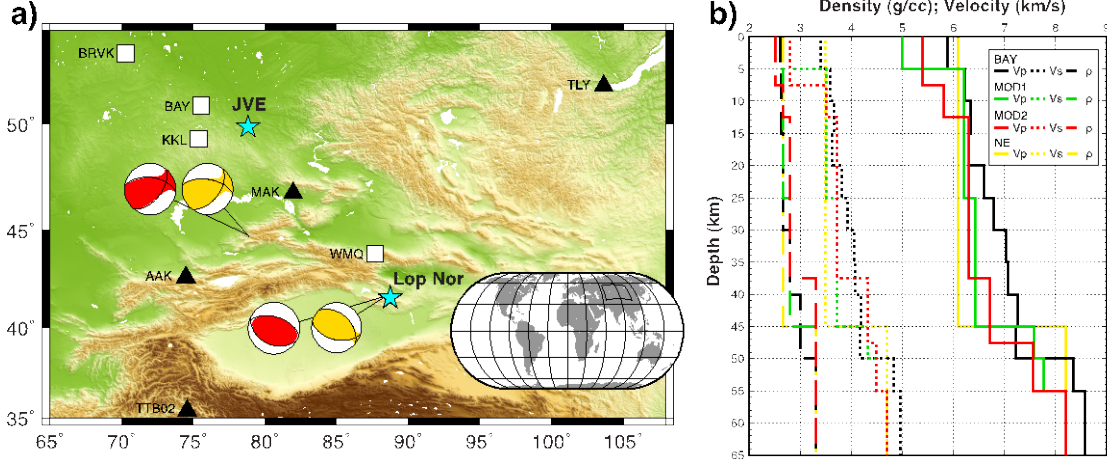 a)
BRVK
BAY
JVE
KKL
TLY
MAK
WMQ
AAK
Lop Nor
TTB02
50°
45°
40°
35°
65°
70°
75°
80°
85°
90°
95°
100°
105°
b)
Density (g/cc); Velocity (km/s)
2 3 4 5 6 7 8 9
Depth (km)
0
5
10
15
20
25
30
35
40
45
50
55
60
65
BAY
Vp Vs ρ
MOD1
Vp Vs ρ
MOD2
Vp Vs ρ
NE
Vp Vs ρ